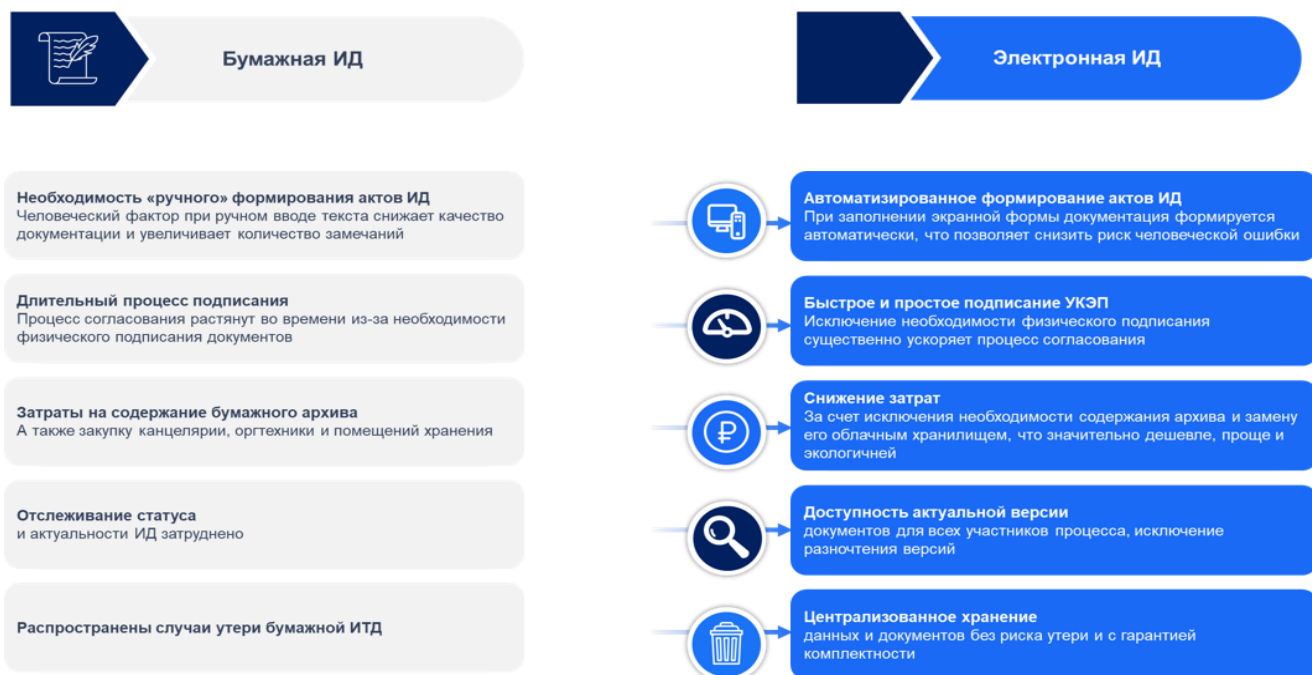 Бумажная ИД
Электронная ИД
Необходимость «ручного» формирования актов ИД
Человеческий фактор при ручном вводе текста снижает качество
документации и увеличивает количество замечаний
Автоматизированное формирование актов ИД
При заполнении экранной формы документация формируется
автоматически, что позволяет снизить риск человеческой ошибки
Длительный процесс подписания
Процесс согласования растянут во времени из-за необходимости
физического подписания документов
Быстрое и простое подписание УКЭП
Исключение необходимости физического подписания
существенно ускоряет процесс согласования
Затраты на содержание бумажного архива
А также закупку канцелярии, оргтехники и помещений хранения
Снижение затрат
За счет исключения необходимости содержания архива и замену
его облачным хранилищем, что значительно дешевле, проще и
экологичней
Отслеживание статуса
и актуальности ИД затруднено
Доступность актуальной версии
документов для всех участников процесса, исключение
разночтения версий
Распространены случаи утери бумажной ИТД
Централизованное хранение
данных и документов без риска утери и с гарантией
комплектности